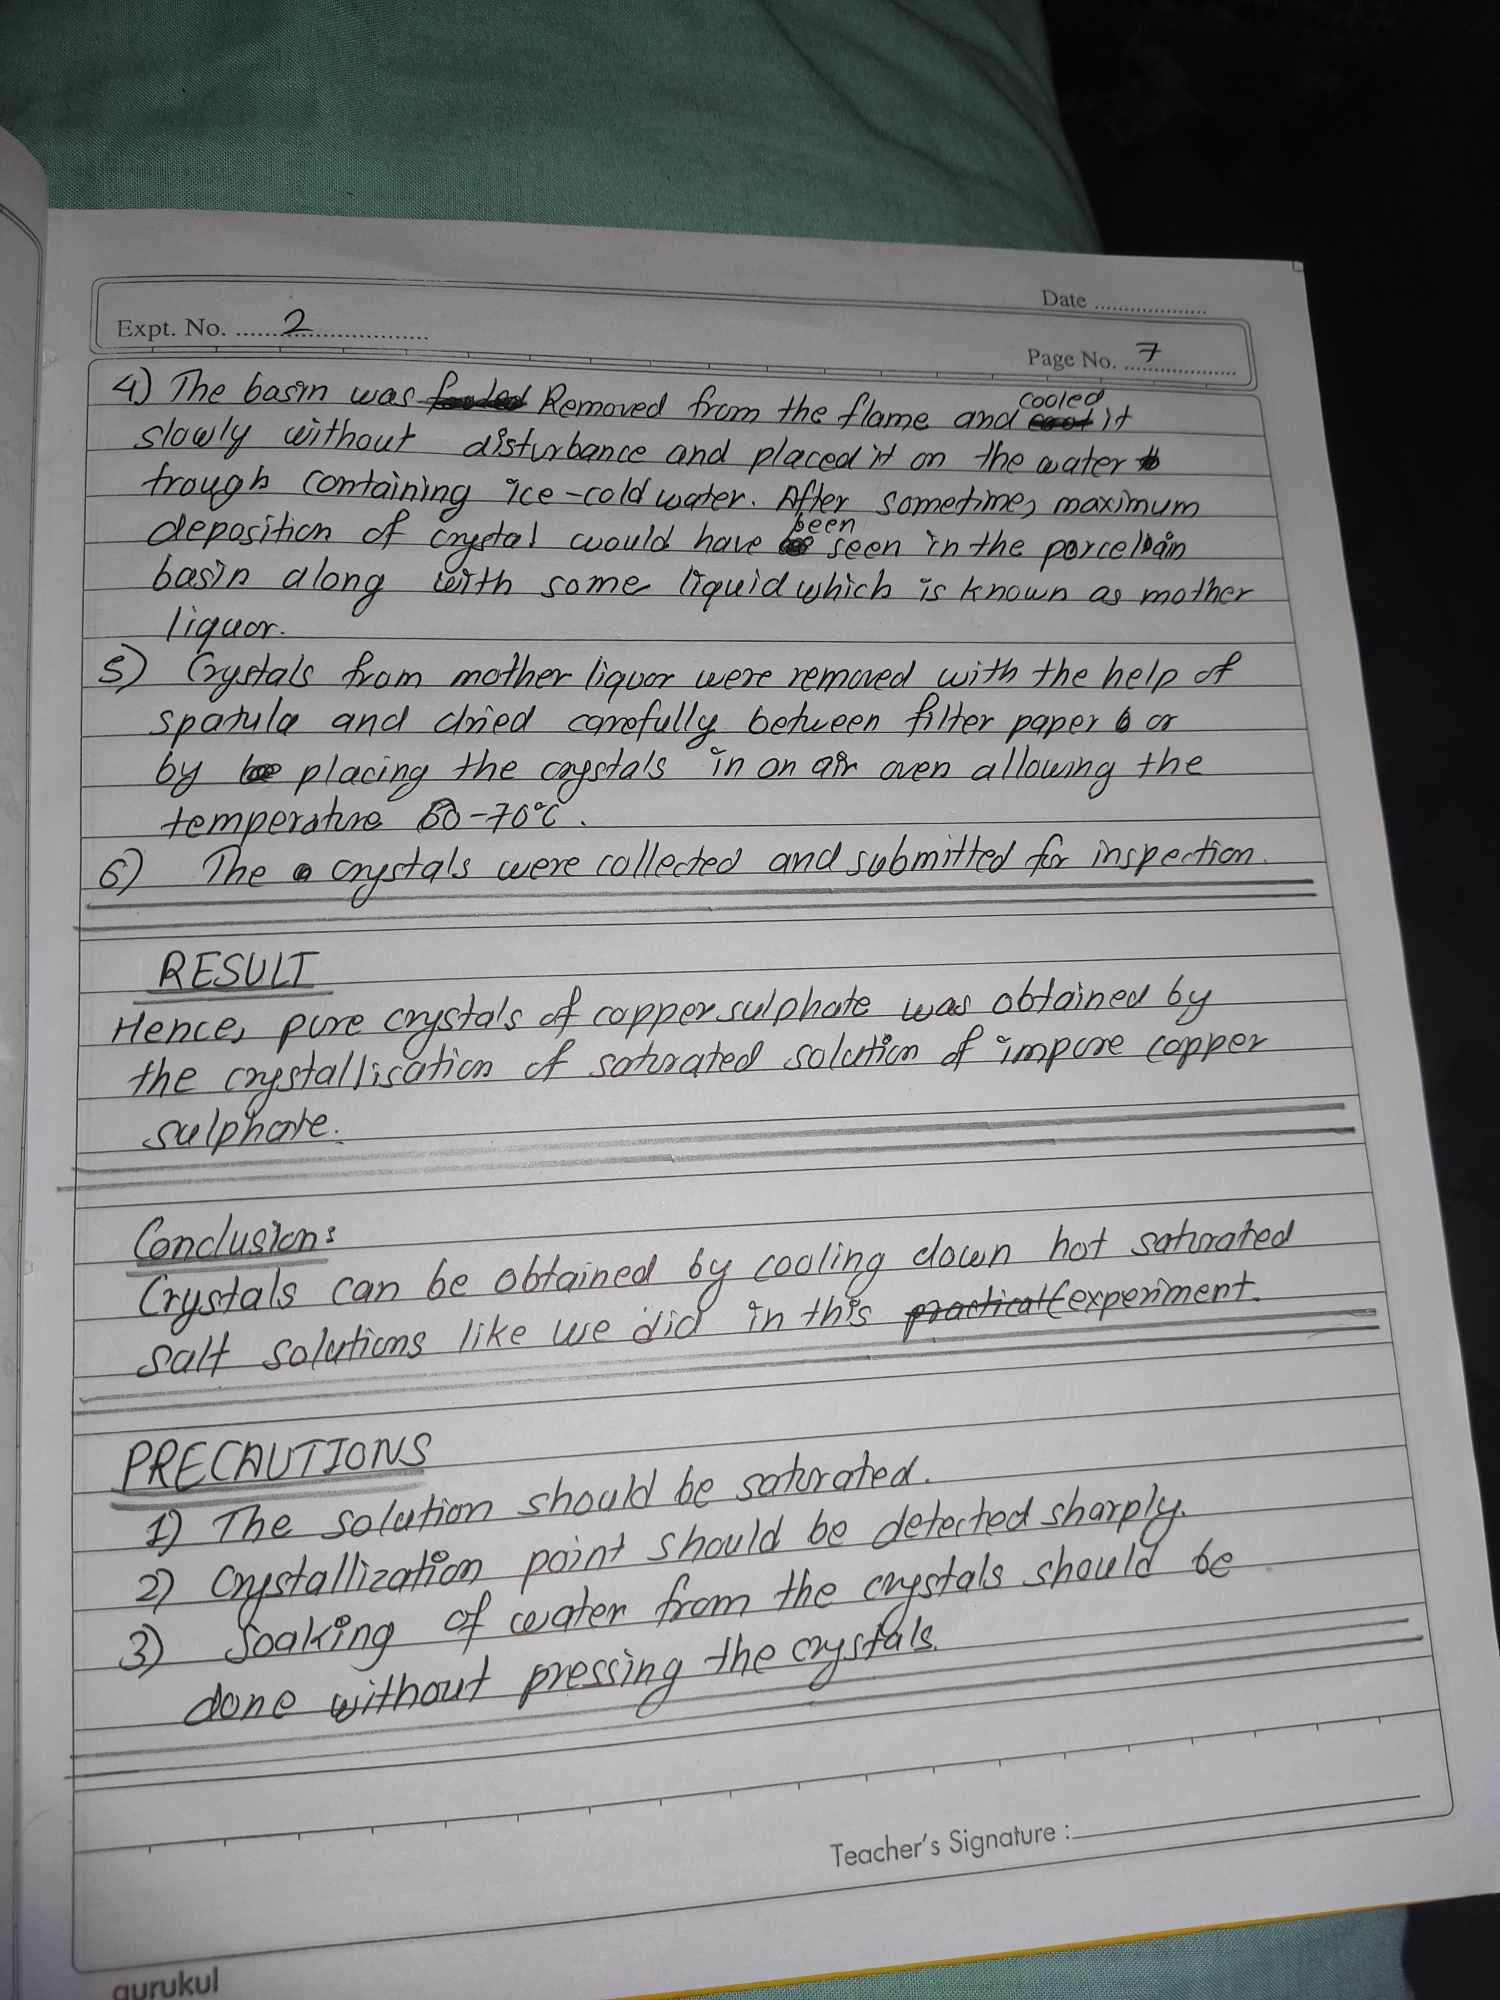 Date ....................
Expt. No. ......2....................
Page No. ...7.................
4) The basin was Removed from the flame and cooled it
slowly without disturbance and placed it on the water
trough containing ice-cold water. After sometime, maximum
deposition of crystal would have been seen in the porcelain
basin along with some liquid which is known as mother
liquor.
5) Crystals from mother liquor were removed with the help of
spatula and dried carefully between filter paper or
by placing the crystals in an air oven allowing the
temperature 60-70°C.
6) The crystals were collected and submitted for inspection.
RESULT
Hence, pure crystals of copper sulphate was obtained by
the crystallisation of saturated solution of impure copper
sulphate.
Conclusion:
Crystals can be obtained by cooling down hot saturated
salt solutions like we did in this practical experiment.
PRECAUTIONS
1) The solution should be saturated.
2) Crystallization point should be detected sharply.
3) Soaking of water from the crystals should be
done without pressing the crystals.
Teacher's Signature :
gurukul